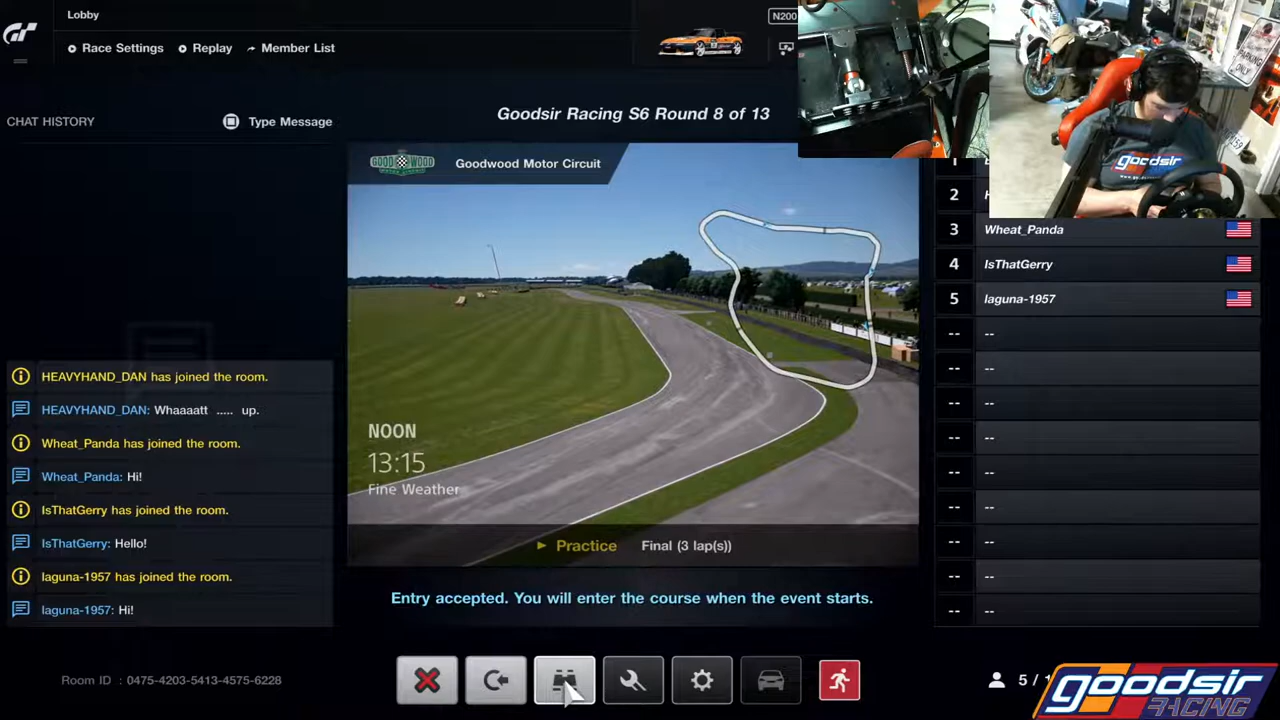 Lobby
Race Settings
Replay
Member List
N200
CHAT HISTORY
Type Message
Goodsir Racing S6 Round 8 of 13
GOODWOOD
Goodwood Motor Circuit
goodsir
PARKING
ONLY
1
2
3 Wheat_Panda
4 IsThatGerry
5 laguna-1957
-- --
-- --
-- --
-- --
-- --
-- --
-- --
-- --
-- --
HEAVYHAND_DAN has joined the room.
HEAVYHAND_DAN: Whaaaatt ..... up.
Wheat_Panda has joined the room.
Wheat_Panda: Hi!
IsThatGerry has joined the room.
IsThatGerry: Hello!
laguna-1957 has joined the room.
laguna-1957: Hi!
NOON
13:15
Fine Weather
Practice Final (3 lap(s))
Entry accepted. You will enter the course when the event starts.
Room ID : 0475-4203-5413-4575-6228
5 /
goodsir
RACING